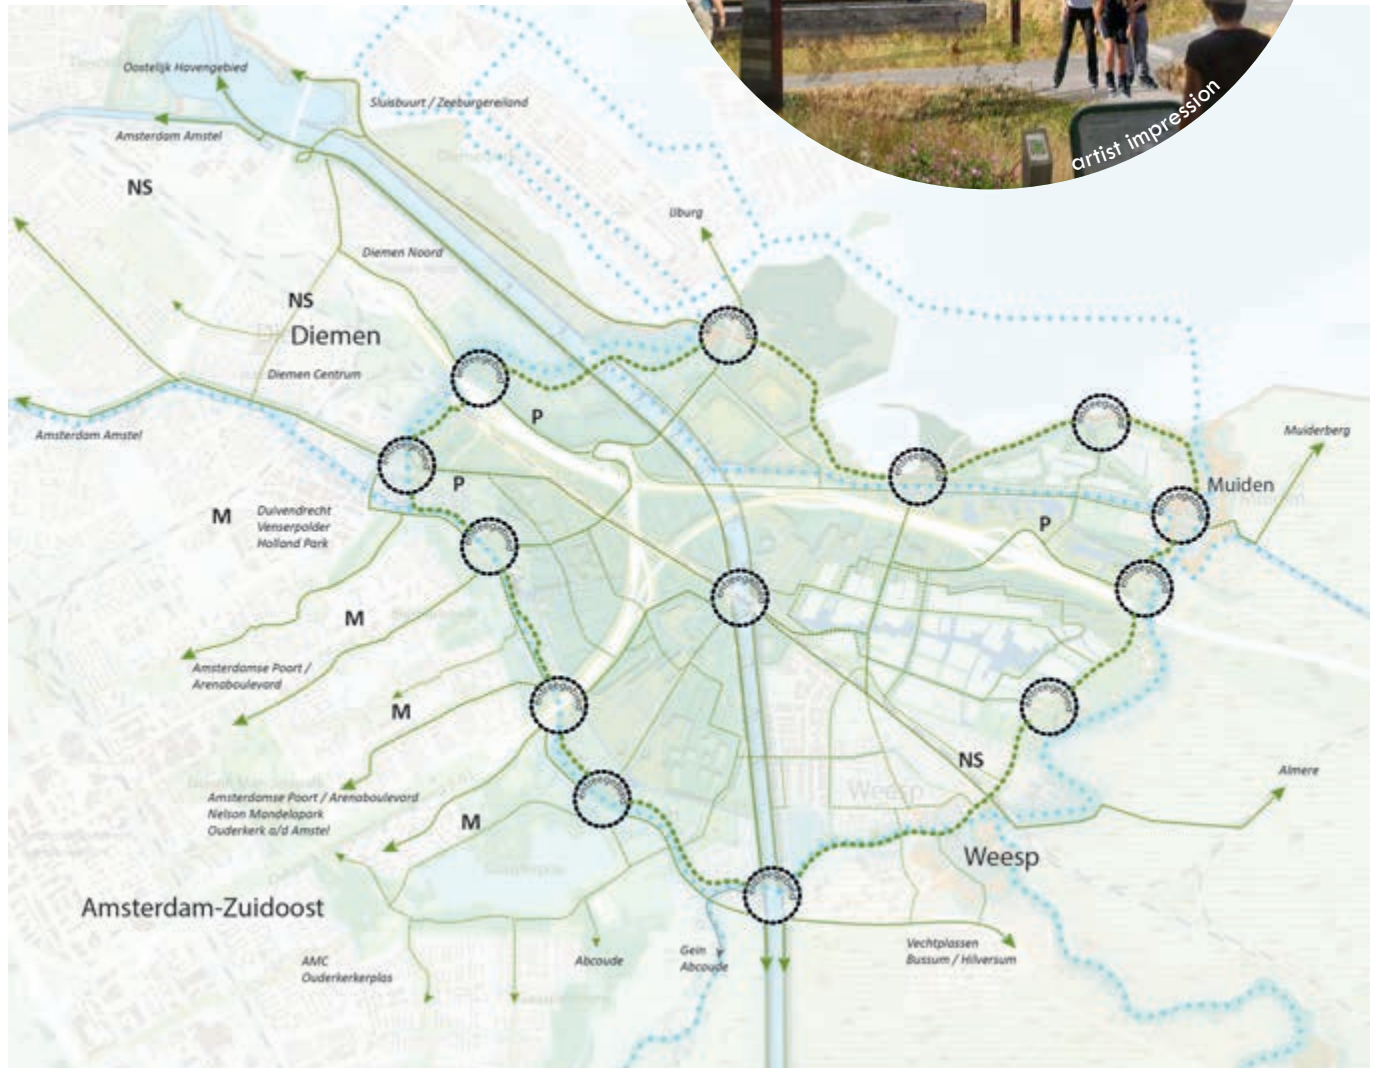 artist impression
Oostelijk Havengebied
Sluisbuurt / Zeeburgereiland
Amsterdam Amstel
NS
IJburg
Diemen Noord
NS
Diemen
Diemen Centrum
P
Amsterdam Amstel
Muiderberg
P
Muiden
M
Duivendrecht
Venserpolder
Holland Park
P
M
Amsterdamse Poort /
Arenaboulevard
M
NS
Weesp
Almere
Amsterdamse Poort / Arenaboulevard
Nelson Mandelapark
Ouderkerk a/d Amstel
M
Weesp
Amsterdam-Zuidoost
AMC
Ouderkerkerplas
Abcoude
Gein
Abcoude
Vechtplassen
Bussum / Hilversum